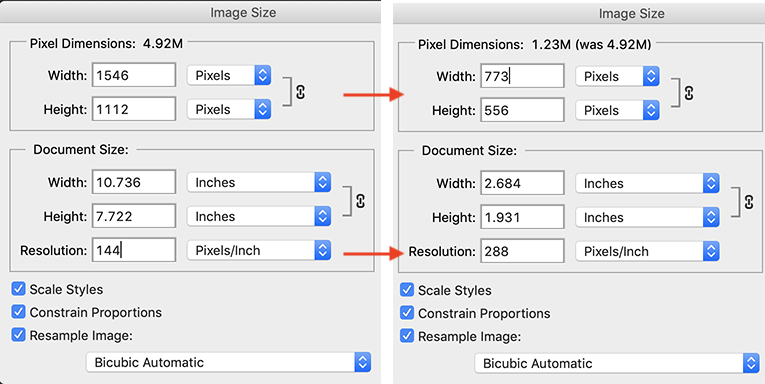 Image Size
Pixel Dimensions: 4.92M
Width: 1546 Pixels
Height: 1112 Pixels
Document Size:
Width: 10.736 Inches
Height: 7.722 Inches
Resolution: 144 Pixels/Inch
Scale Styles
Constrain Proportions
Resample Image:
Bicubic Automatic
Image Size
Pixel Dimensions: 1.23M (was 4.92M)
Width: 773 Pixels
Height: 556 Pixels
Document Size:
Width: 2.684 Inches
Height: 1.931 Inches
Resolution: 288 Pixels/Inch
Scale Styles
Constrain Proportions
Resample Image:
Bicubic Automatic